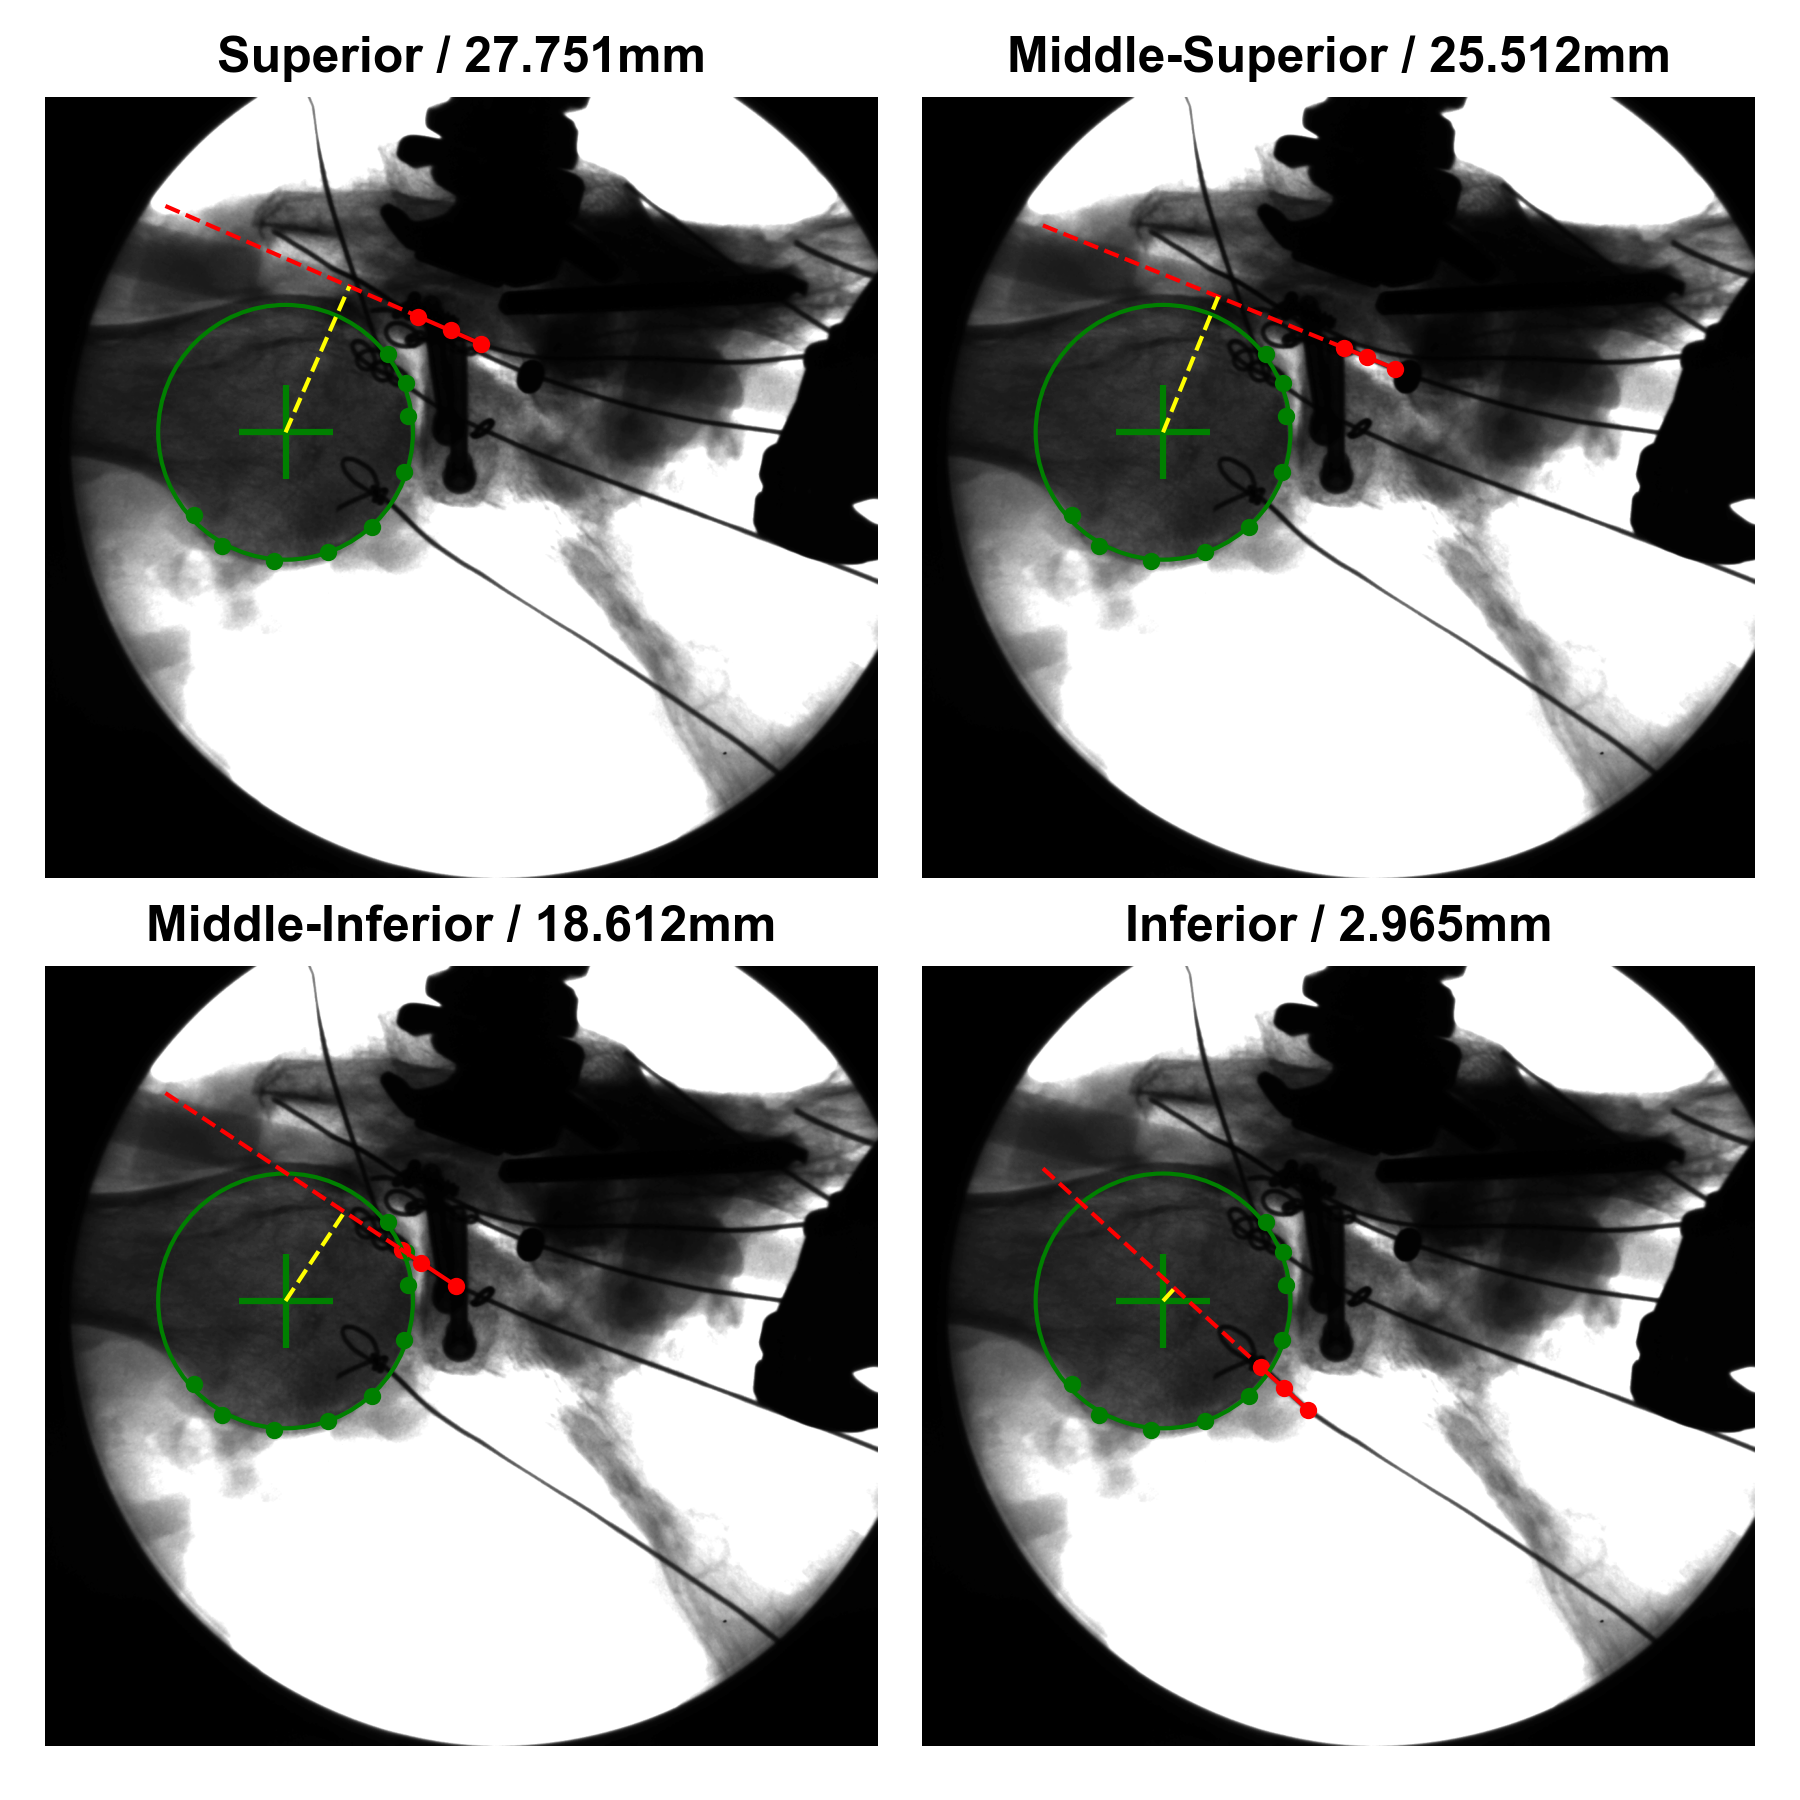 Superior / 27.751mm
Middle-Superior / 25.512mm
Middle-Inferior / 18.612mm
Inferior / 2.965mm